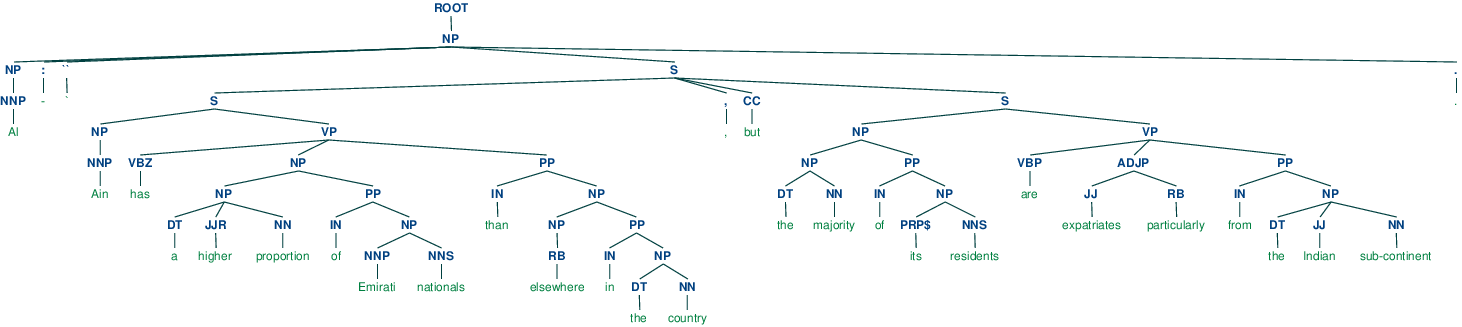 ROOT
NP
NP : `` S .
NNP - ` S , CC S .
Al NP VP , but NP VP
NNP VBZ NP PP NP PP VBP ADJP PP
Ain has NP PP IN NP DT NN IN NP are JJ RB IN NP
DT JJR NN IN NP than NP PP the majority of PRP$ NNS expatriates particularly from DT JJ NN
a higher proportion of NNP NNS RB IN NP its residents the Indian sub-continent
Emirati nationals elsewhere in DT NN
the country